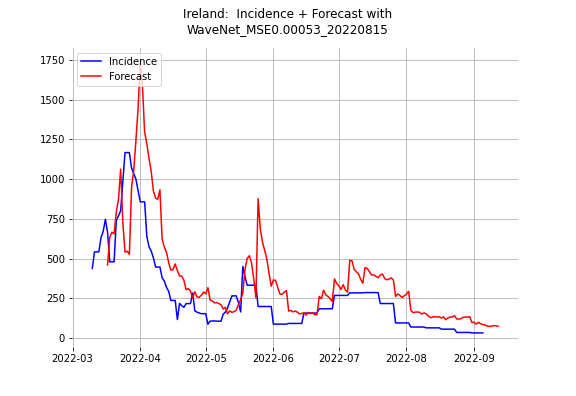 Ireland:  Incidence + Forecast with
WaveNet_MSE0.00053_20220815
Incidence
Forecast
1750
1500
1250
1000
750
500
250
0
2022-03 2022-04 2022-05 2022-06 2022-07 2022-08 2022-09